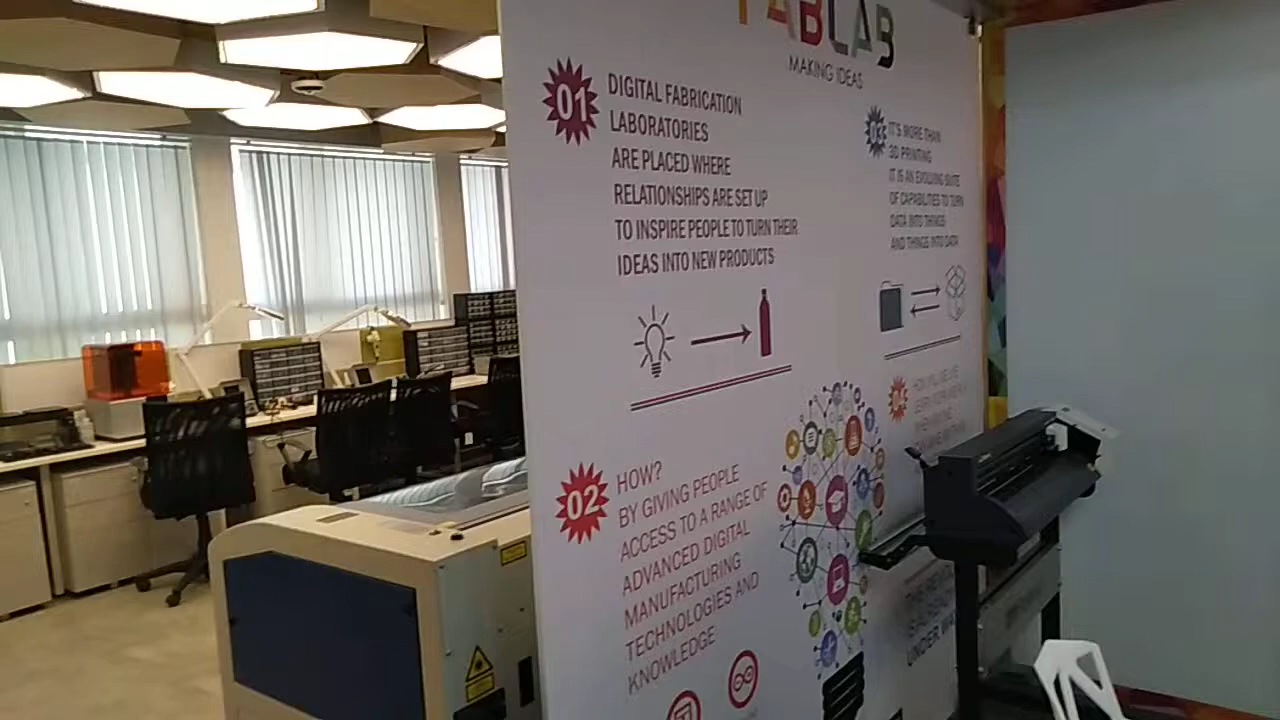 FABLAB
MAKING IDEAS
01
DIGITAL FABRICATION
LABORATORIES
ARE PLACED WHERE
RELATIONSHIPS ARE SET UP
TO INSPIRE PEOPLE TO TURN THEIR
IDEAS INTO NEW PRODUCTS
02
HOW?
BY GIVING PEOPLE
ACCESS TO A RANGE OF
ADVANCED DIGITAL
MANUFACTURING
TECHNOLOGIES AND
KNOWLEDGE
03
IT'S MORE THAN
3D PRINTING
IT IS AN EVOLVING SUITE
OF CAPABILITIES TO TURN
DATA INTO THINGS
AND THINGS INTO DATA
UNDER WAY